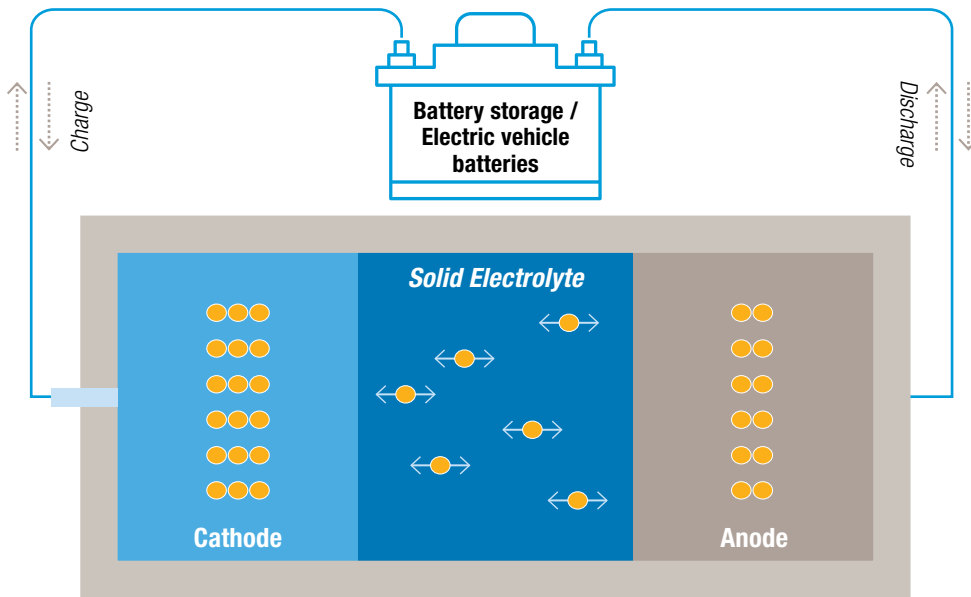 Charge
Battery storage /
Electric vehicle
batteries
Discharge
Solid Electrolyte
Cathode
Anode